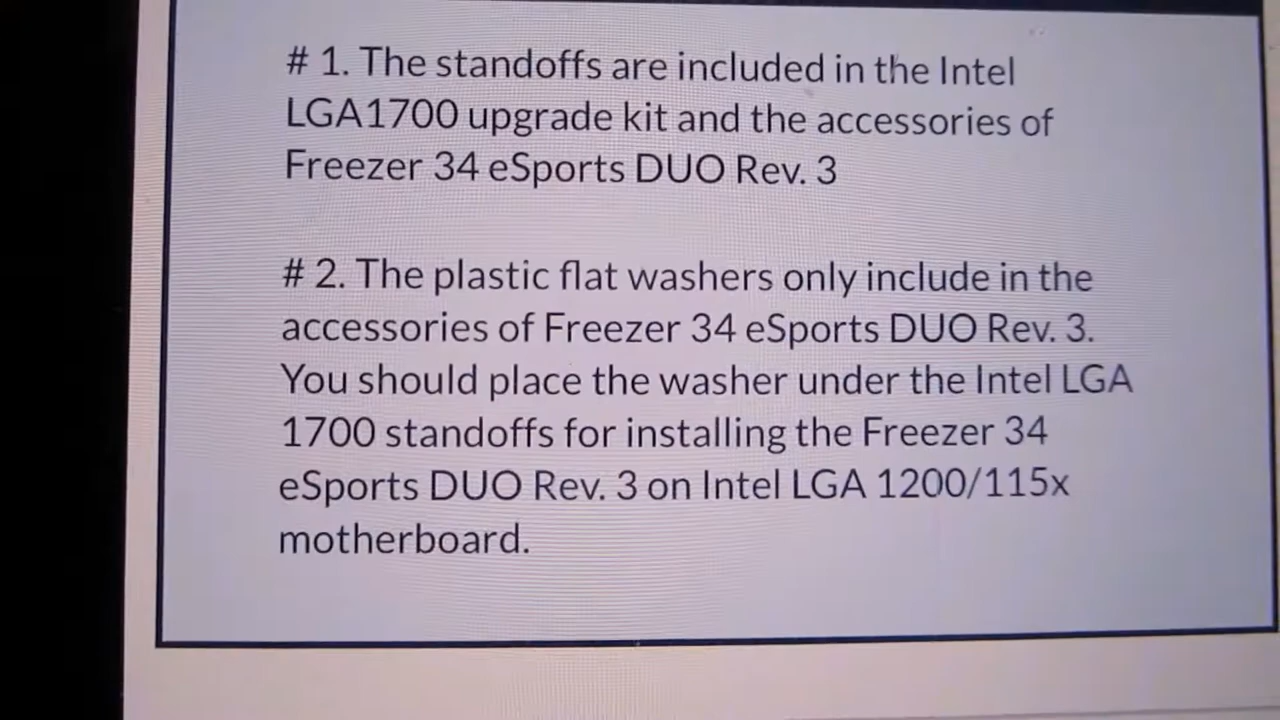 # 1. The standoffs are included in the Intel
LGA1700 upgrade kit and the accessories of
Freezer 34 eSports DUO Rev. 3
# 2. The plastic flat washers only include in the
accessories of Freezer 34 eSports DUO Rev. 3.
You should place the washer under the Intel LGA
1700 standoffs for installing the Freezer 34
eSports DUO Rev. 3 on Intel LGA 1200/115x
motherboard.